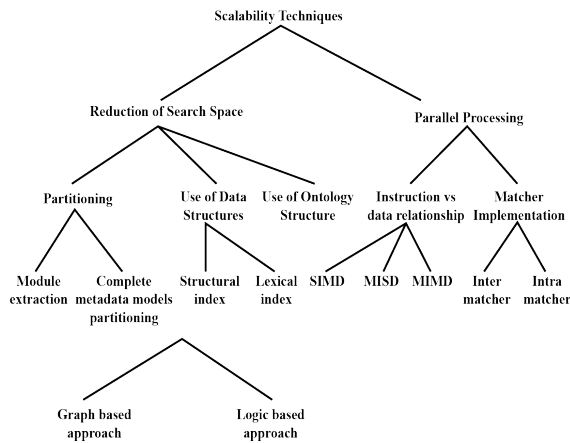 Scalability Techniques
Reduction of Search Space
Parallel Processing
Partitioning
Use of Data
Structures
Use of Ontology
Structure
Instruction vs
data relationship
Matcher
Implementation
Module
extraction
Complete
metadata models
partitioning
Structural
index
Lexical
index
SIMD
MISD
MIMD
Inter
matcher
Intra
matcher
Graph based
approach
Logic based
approach